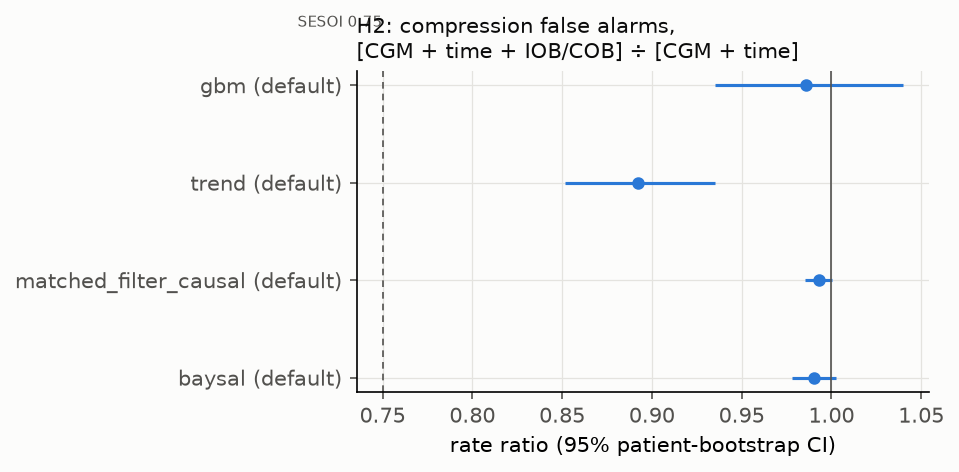 SESOI 0.75
H2: compression false alarms,
[CGM + time + IOB/COB] ÷ [CGM + time]
gbm (default)
trend (default)
matched_filter_causal (default)
baysal (default)
0.75 0.80 0.85 0.90 0.95 1.00 1.05
rate ratio (95% patient-bootstrap CI)